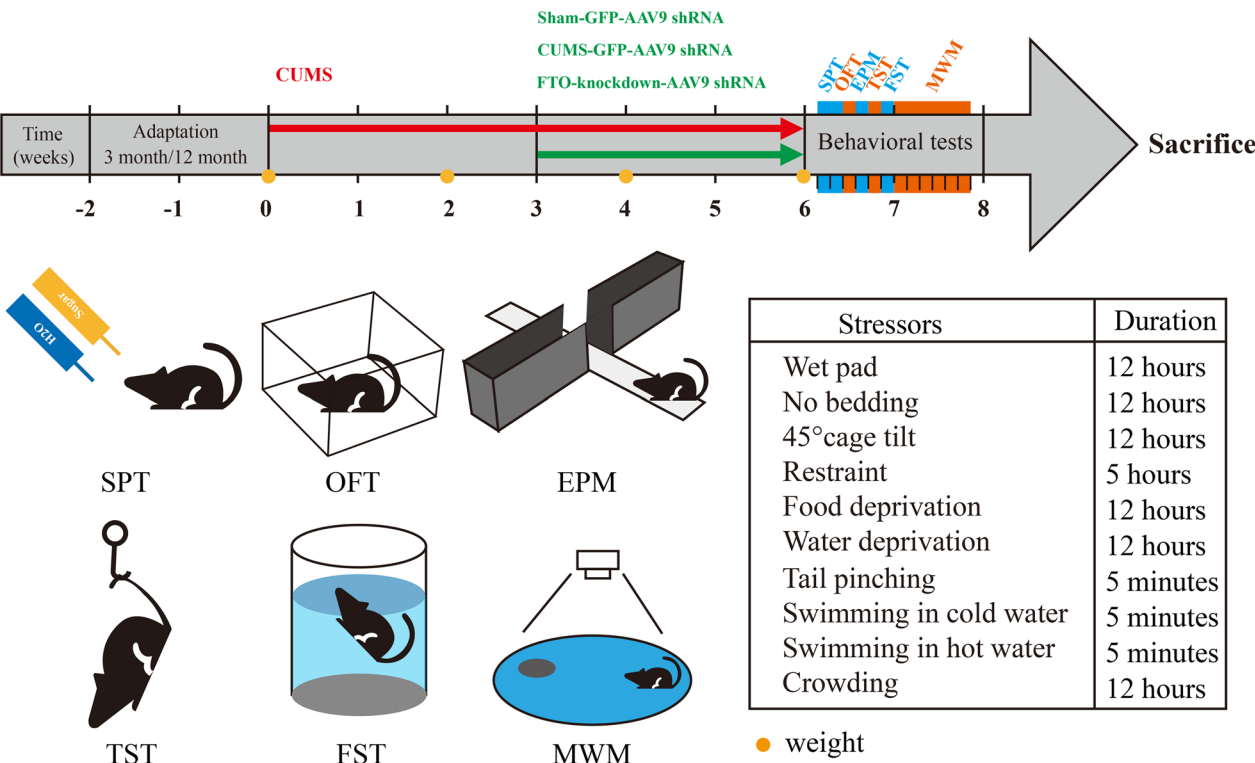 Sham-GFP-AAV9 shRNA
CUMS-GFP-AAV9 shRNA
FTO-knockdown-AAV9 shRNA
CUMS
SPT
OFT
EPM
TST
FST
MWM
Time
(weeks)
Adaptation
3 month/12 month
Behavioral tests
Sacrifice
-2 -1 0 1 2 3 4 5 6 7 8
Sugar
H2O
SPT OFT EPM
TST FST MWM
Stressors Duration
Wet pad 12 hours
No bedding 12 hours
45°cage tilt 12 hours
Restraint 5 hours
Food deprivation 12 hours
Water deprivation 12 hours
Tail pinching 5 minutes
Swimming in cold water 5 minutes
Swimming in hot water 5 minutes
Crowding 12 hours
weight